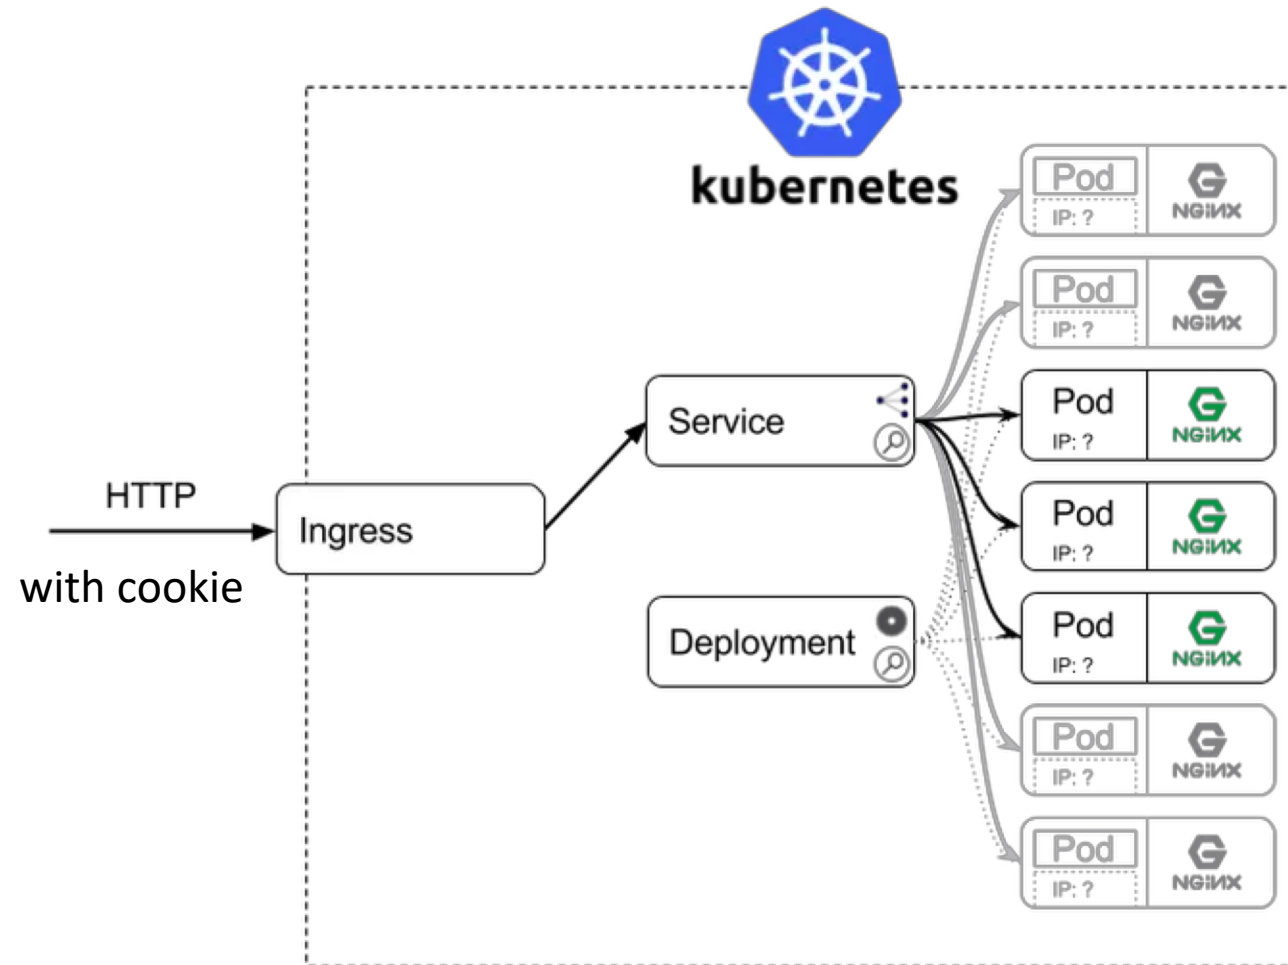 kubernetes
HTTP
with cookie
Ingress
Service
Deployment
Pod
IP: ?
NGINX
Pod
IP: ?
NGINX
Pod
IP: ?
NGINX
Pod
IP: ?
NGINX
Pod
IP: ?
NGINX
Pod
IP: ?
NGINX
Pod
IP: ?
NGINX